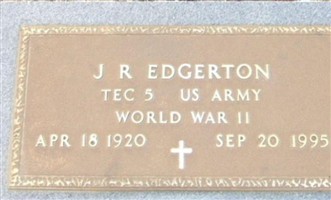 J R EDGERTON
TEC 5 US ARMY
WORLD WAR II
APR 18 1920 SEP 20 1995